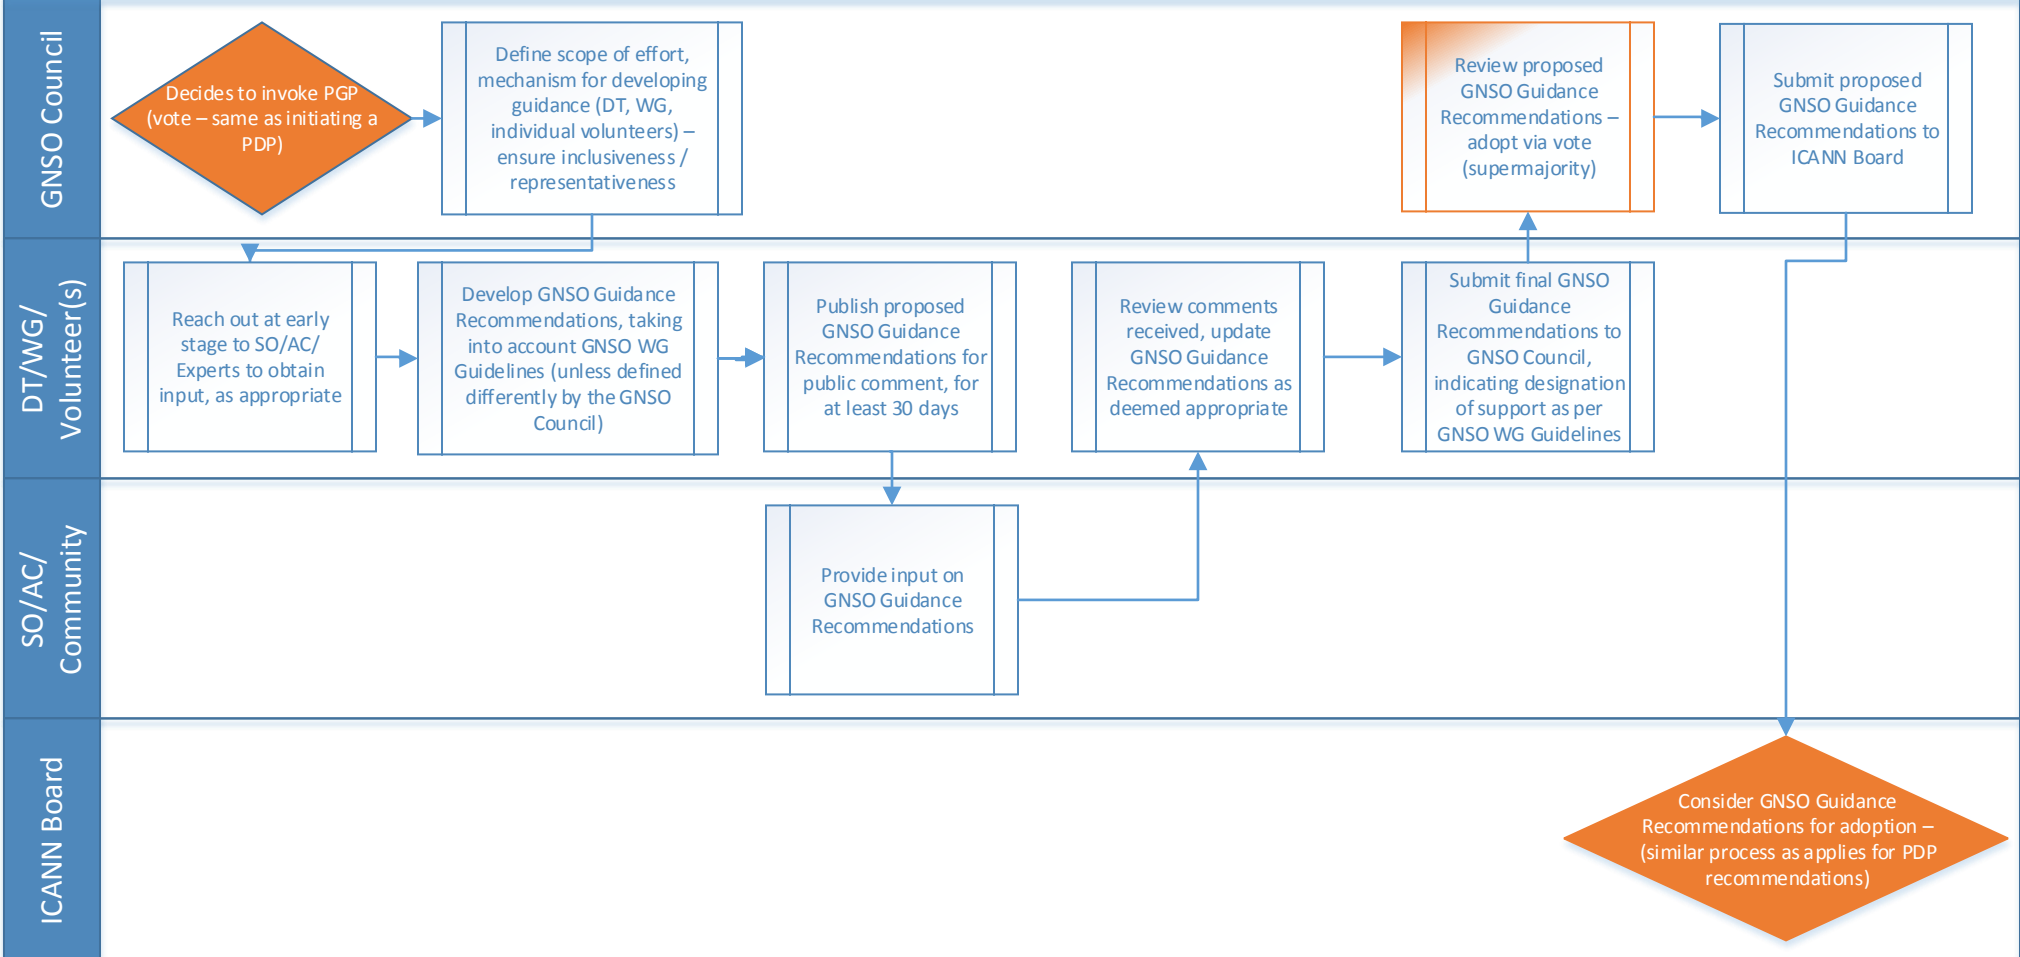 GNSO Council
Decides to invoke PGP
(vote – same as initiating a
PDP)
Define scope of effort,
mechanism for developing
guidance (DT, WG,
individual volunteers) –
ensure inclusiveness /
representativeness
Review proposed
GNSO Guidance
Recommendations –
adopt via vote
(supermajority)
Submit proposed
GNSO Guidance
Recommendations to
ICANN Board
DT/WG/
Volunteer(s)
Reach out at early
stage to SO/AC/
Experts to obtain
input, as appropriate
Develop GNSO Guidance
Recommendations, taking
into account GNSO WG
Guidelines (unless defined
differently by the GNSO
Council)
Publish proposed
GNSO Guidance
Recommendations for
public comment, for
at least 30 days
Review comments
received, update
GNSO Guidance
Recommendations as
deemed appropriate
Submit final GNSO
Guidance
Recommendations to
GNSO Council,
indicating designation
of support as per
GNSO WG Guidelines
SO/AC/
Community
Provide input on
GNSO Guidance
Recommendations
ICANN Board
Consider GNSO Guidance
Recommendations for adoption –
(similar process as applies for PDP
recommendations)